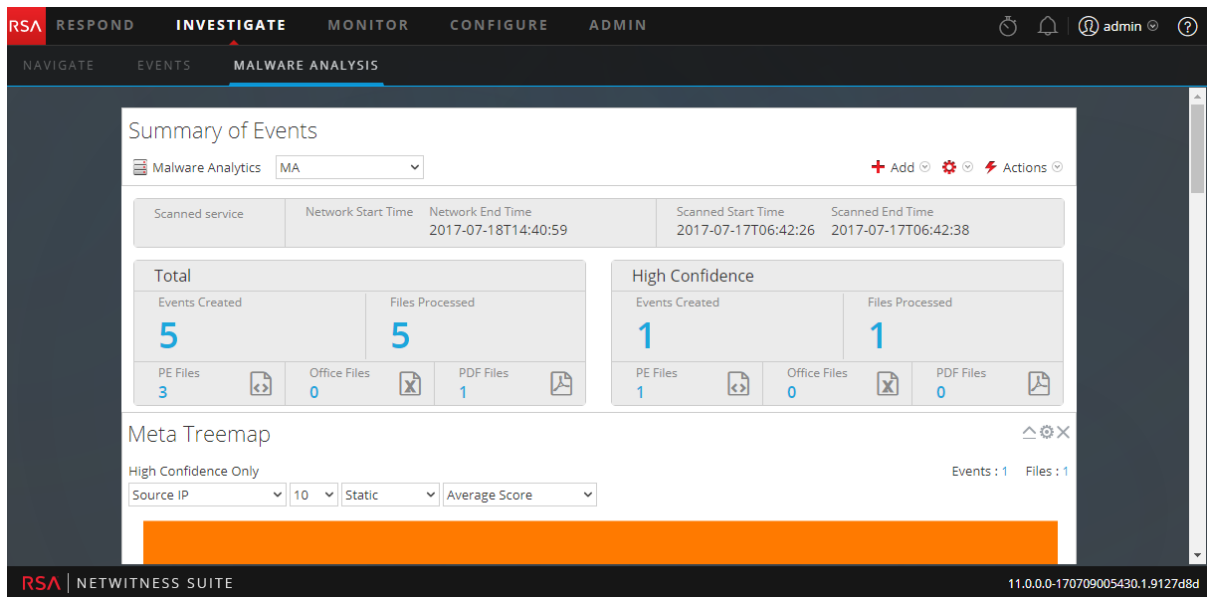 RSA RESPOND INVESTIGATE MONITOR CONFIGURE ADMIN admin ?
NAVIGATE EVENTS MALWARE ANALYSIS
Summary of Events
Malware Analytics MA Add Actions
Scanned service Network Start Time Network End Time Scanned Start Time Scanned End Time
2017-07-18T14:40:59 2017-07-17T06:42:26 2017-07-17T06:42:38
Total High Confidence
Events Created Files Processed Events Created Files Processed
5 5 1 1
PE Files Office Files PDF Files PE Files Office Files PDF Files
3 0 1 1 0 0
Meta Treemap
High Confidence Only Events : 1 Files : 1
Source IP 10 Static Average Score
RSA NETWITNESS SUITE 11.0.0.0-170709005430.1.9127d8d